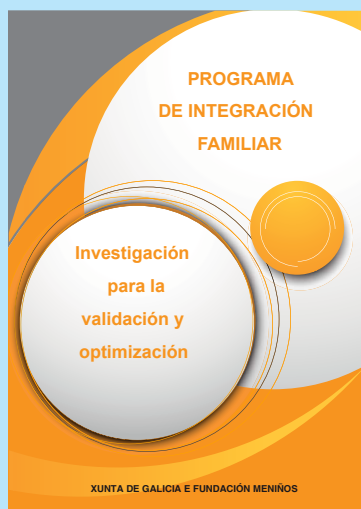 PROGRAMA
DE INTEGRACIÓN
FAMILIAR
Investigación
para la
validación y
optimización
XUNTA DE GALICIA E FUNDACIÓN MENIÑOS